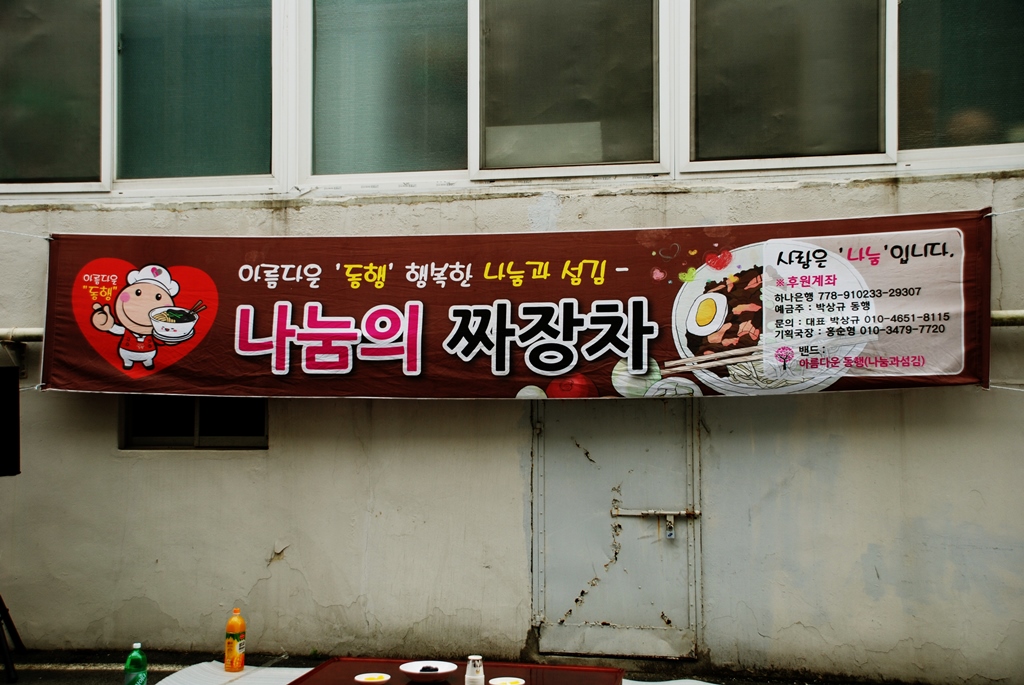 아름다운
"동행"
아름다운 '동행' 행복한 나눔과 섬김 -
나눔의 짜장차
사랑은 '나눔'입니다.
※후원계좌
하나은행 778-910233-29307
예금주 : 박상규 동행
문의 : 대표 박상규 010-4651-8115
기획국장 : 홍순형 010-3479-7720
밴드 :
아름다운 동행(나눔과섬김)